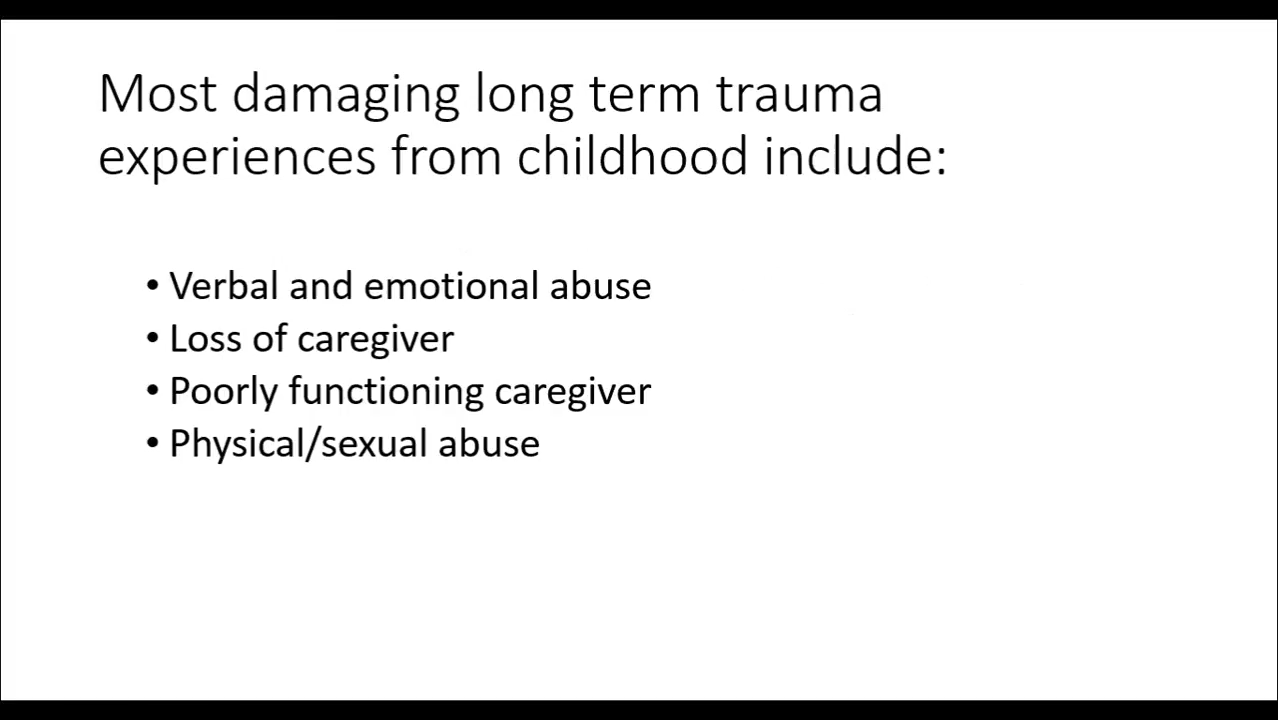 Most damaging long term trauma
experiences from childhood include:
• Verbal and emotional abuse
• Loss of caregiver
• Poorly functioning caregiver
• Physical/sexual abuse